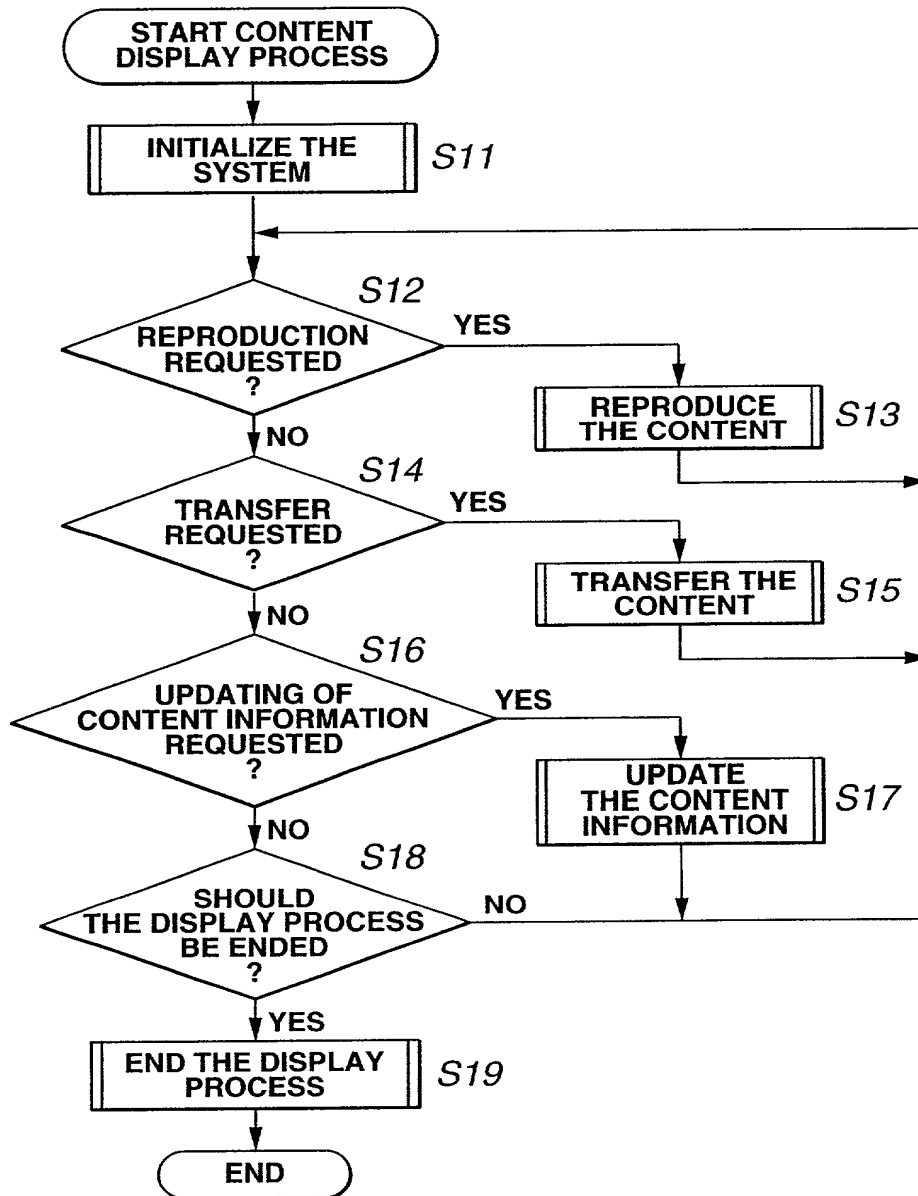 START CONTENT
DISPLAY PROCESS
INITIALIZE THE
SYSTEM
S11
S12
REPRODUCTION
REQUESTED
?
YES
NO
REPRODUCE
THE CONTENT
S13
S14
TRANSFER
REQUESTED
?
YES
NO
TRANSFER THE
CONTENT
S15
S16
UPDATING OF
CONTENT INFORMATION
REQUESTED
?
YES
NO
UPDATE
THE CONTENT
INFORMATION
S17
S18
SHOULD
THE DISPLAY PROCESS
BE ENDED
?
NO
YES
END THE DISPLAY
PROCESS
S19
END